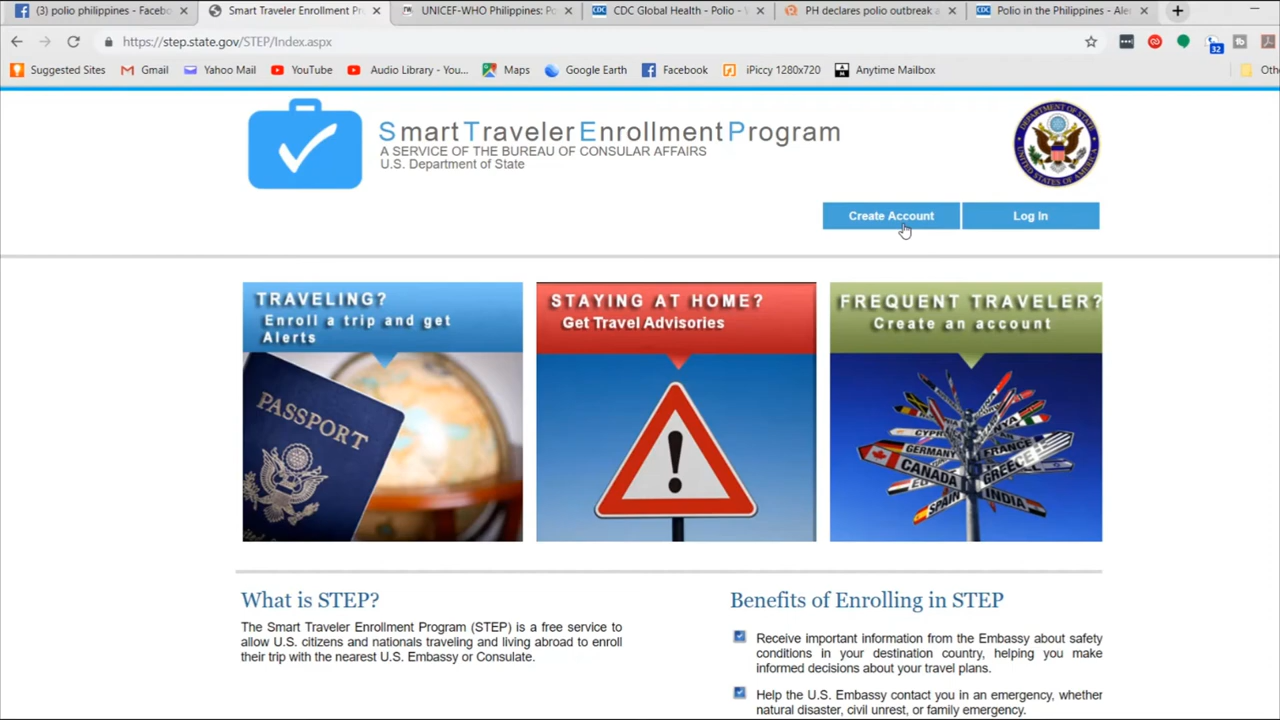 (3) polio philippines - Facebo
Smart Traveler Enrollment Pr
UNICEF-WHO Philippines: Po
CDC Global Health - Polio -
PH declares polio outbreak a
Polio in the Philippines - Aler
https://step.state.gov/STEP/Index.aspx
32
Suggested Sites
Gmail
Yahoo Mail
YouTube
Audio Library - You...
Maps
Google Earth
Facebook
iPiccy 1280x720
Anytime Mailbox
Oth
Smart Traveler Enrollment Program
A SERVICE OF THE BUREAU OF CONSULAR AFFAIRS
U.S. Department of State
Create Account
Log In
TRAVELING?
Enroll a trip and get
Alerts
PASSPORT
STAYING AT HOME?
Get Travel Advisories
FREQUENT TRAVELER?
Create an account
GERMANY
FRANCE
CANADA
GREECE
SPAIN
INDIA
What is STEP?
The Smart Traveler Enrollment Program (STEP) is a free service to
allow U.S. citizens and nationals traveling and living abroad to enroll
their trip with the nearest U.S. Embassy or Consulate.
Benefits of Enrolling in STEP
Receive important information from the Embassy about safety
conditions in your destination country, helping you make
informed decisions about your travel plans.
Help the U.S. Embassy contact you in an emergency, whether
natural disaster, civil unrest, or family emergency.